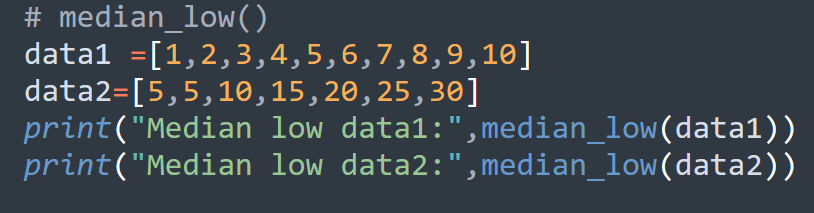 # median_low()
data1 =[1,2,3,4,5,6,7,8,9,10]
data2=[5,5,10,15,20,25,30]
print("Median low data1:",median_low(data1))
print("Median low data2:",median_low(data2))